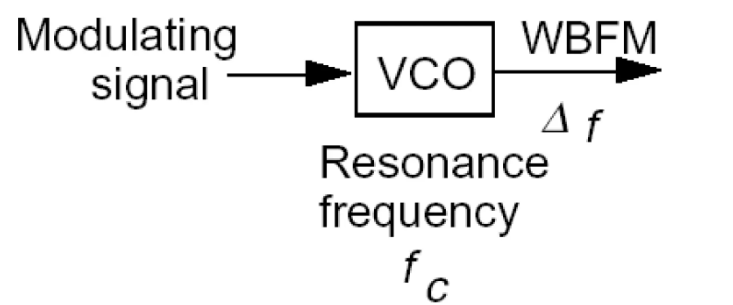 Modulating
signal
VCO
WBFM
Δ f
Resonance
frequency
f c